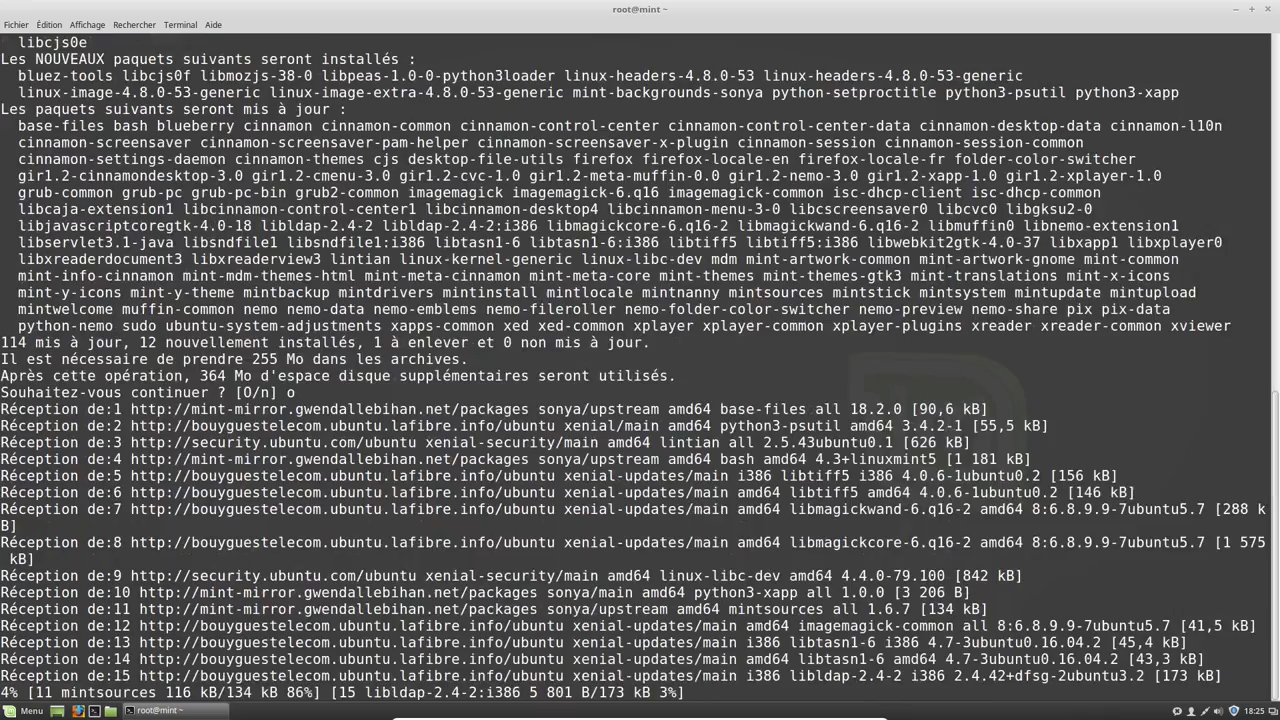 root@mint ~
Fichier Édition Affichage Rechercher Terminal Aide
libcjs0e
Les NOUVEAUX paquets suivants seront installés :
bluez-tools libcjs0f libmozjs-38-0 libpeas-1.0-0-python3loader linux-headers-4.8.0-53 linux-headers-4.8.0-53-generic
linux-image-4.8.0-53-generic linux-image-extra-4.8.0-53-generic mint-backgrounds-sonya python-setproctitle python3-psutil python3-xapp
Les paquets suivants seront mis à jour :
base-files bash blueberry cinnamon cinnamon-common cinnamon-control-center cinnamon-control-center-data cinnamon-desktop-data cinnamon-l10n
cinnamon-screensaver cinnamon-screensaver-pam-helper cinnamon-screensaver-x-plugin cinnamon-session cinnamon-session-common
cinnamon-settings-daemon cinnamon-themes cjs desktop-file-utils firefox firefox-locale-en firefox-locale-fr folder-color-switcher
gir1.2-cinnamondesktop-3.0 gir1.2-cmenu-3.0 gir1.2-cvc-1.0 gir1.2-meta-muffin-0.0 gir1.2-nemo-3.0 gir1.2-xapp-1.0 gir1.2-xplayer-1.0
grub-common grub-pc grub-pc-bin grub2-common imagemagick imagemagick-6.q16 imagemagick-common isc-dhcp-client isc-dhcp-common
libcaja-extension1 libcinnamon-control-center1 libcinnamon-desktop4 libcinnamon-menu-3-0 libcscreensaver0 libcvc0 libgksu2-0
libjavascriptcoregtk-4.0-18 libldap-2.4-2 libldap-2.4-2:i386 libmagickcore-6.q16-2 libmagickwand-6.q16-2 libmuffin0 libnemo-extension1
libservlet3.1-java libsndfile1 libsndfile1:i386 libtasn1-6 libtasn1-6:i386 libtiff5 libtiff5:i386 libwebkit2gtk-4.0-37 libxapp1 libxplayer0
libxreaderdocument3 libxreaderview3 lintian linux-kernel-generic linux-libc-dev mdm mint-artwork-common mint-artwork-gnome mint-common
mint-info-cinnamon mint-mdm-themes-html mint-meta-cinnamon mint-meta-core mint-themes mint-themes-gtk3 mint-translations mint-x-icons
mint-y-icons mint-y-theme mintbackup mintdrivers mintinstall mintlocale mintnanny mintsources mintstick mintsystem mintupdate mintupload
mintwelcome muffin-common nemo nemo-data nemo-emblems nemo-fileroller nemo-folder-color-switcher nemo-preview nemo-share pix pix-data
python-nemo sudo ubuntu-system-adjustments xapps-common xed xed-common xplayer xplayer-common xplayer-plugins xreader xreader-common xviewer
114 mis à jour, 12 nouvellement installés, 1 à enlever et 0 non mis à jour.
Il est nécessaire de prendre 255 Mo dans les archives.
Après cette opération, 364 Mo d'espace disque supplémentaires seront utilisés.
Souhaitez-vous continuer ? [O/n] o
Réception de:1 http://mint-mirror.gwendallebihan.net/packages sonya/upstream amd64 base-files all 18.2.0 [90,6 kB]
Réception de:2 http://bouyguestelecom.ubuntu.lafibre.info/ubuntu xenial/main amd64 python3-psutil amd64 3.4.2-1 [55,5 kB]
Réception de:3 http://security.ubuntu.com/ubuntu xenial-security/main amd64 lintian all 2.5.43ubuntu0.1 [626 kB]
Réception de:4 http://mint-mirror.gwendallebihan.net/packages sonya/upstream amd64 bash amd64 4.3+linuxmint5 [1 181 kB]
Réception de:5 http://bouyguestelecom.ubuntu.lafibre.info/ubuntu xenial-updates/main i386 libtiff5 i386 4.0.6-1ubuntu0.2 [156 kB]
Réception de:6 http://bouyguestelecom.ubuntu.lafibre.info/ubuntu xenial-updates/main amd64 libtiff5 amd64 4.0.6-1ubuntu0.2 [146 kB]
Réception de:7 http://bouyguestelecom.ubuntu.lafibre.info/ubuntu xenial-updates/main amd64 libmagickwand-6.q16-2 amd64 8:6.8.9.9-7ubuntu5.7 [288 k
B]
Réception de:8 http://bouyguestelecom.ubuntu.lafibre.info/ubuntu xenial-updates/main amd64 libmagickcore-6.q16-2 amd64 8:6.8.9.9-7ubuntu5.7 [1 575
kB]
Réception de:9 http://security.ubuntu.com/ubuntu xenial-security/main amd64 linux-libc-dev amd64 4.4.0-79.100 [842 kB]
Réception de:10 http://mint-mirror.gwendallebihan.net/packages sonya/main amd64 python3-xapp all 1.0.0 [3 206 B]
Réception de:11 http://mint-mirror.gwendallebihan.net/packages sonya/upstream amd64 mintsources all 1.6.7 [134 kB]
Réception de:12 http://bouyguestelecom.ubuntu.lafibre.info/ubuntu xenial-updates/main amd64 imagemagick-common all 8:6.8.9.9-7ubuntu5.7 [41,5 kB]
Réception de:13 http://bouyguestelecom.ubuntu.lafibre.info/ubuntu xenial-updates/main i386 libtasn1-6 i386 4.7-3ubuntu0.16.04.2 [45,4 kB]
Réception de:14 http://bouyguestelecom.ubuntu.lafibre.info/ubuntu xenial-updates/main amd64 libtasn1-6 amd64 4.7-3ubuntu0.16.04.2 [43,3 kB]
Réception de:15 http://bouyguestelecom.ubuntu.lafibre.info/ubuntu xenial-updates/main i386 libldap-2.4-2 i386 2.4.42+dfsg-2ubuntu3.2 [173 kB]
4% [11 mintsources 116 kB/134 kB 86%] [15 libldap-2.4-2:i386 5 801 B/173 kB 3%]
Menu root@mint ~ 18:25